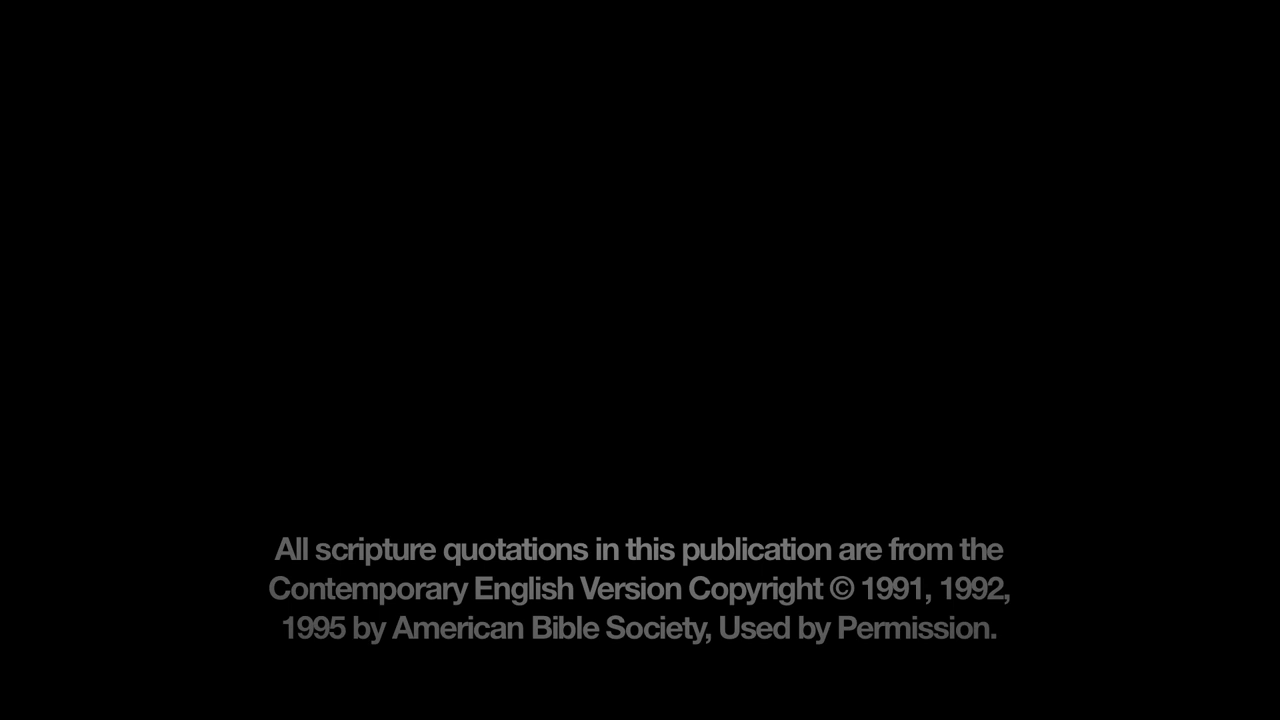 All scripture quotations in this publication are from the
Contemporary English Version Copyright © 1991, 1992,
1995 by American Bible Society, Used by Permission.